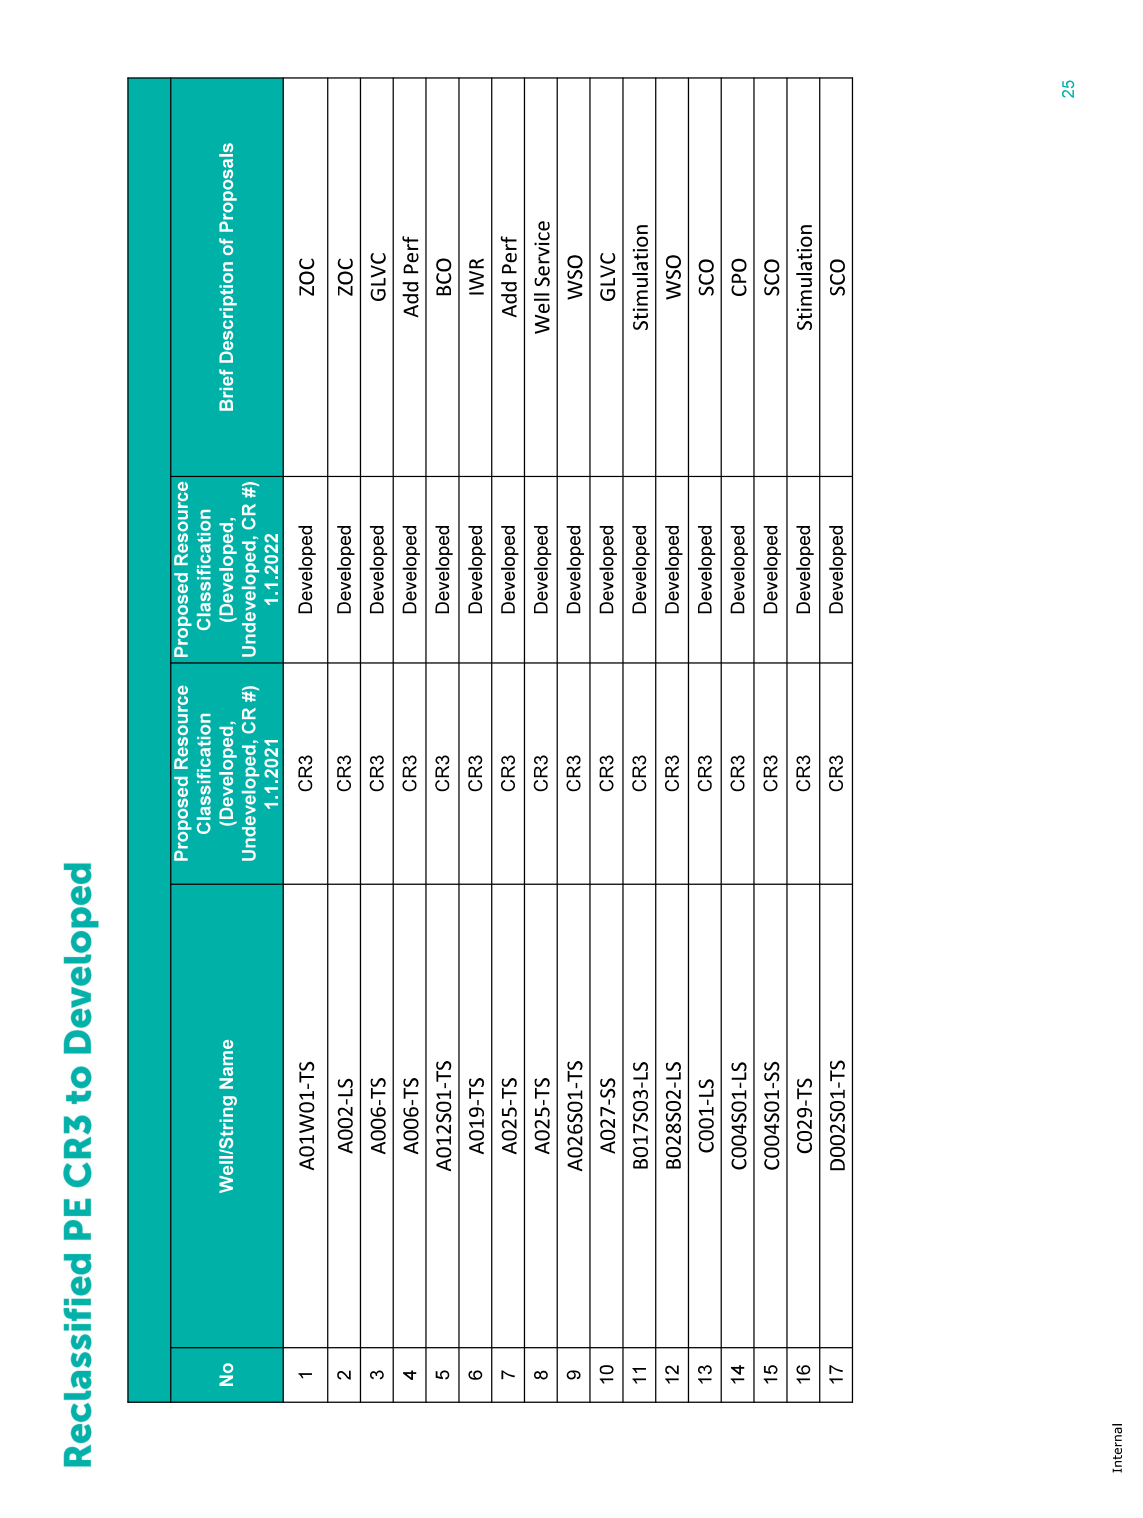 Reclassified PE CR3 to Developed
No Well/String Name Proposed Resource Classification (Developed, Undeveloped, CR #) 1.1.2021 Proposed Resource Classification (Developed, Undeveloped, CR #) 1.1.2022 Brief Description of Proposals
1 A01W01-TS CR3 Developed ZOC
2 A002-LS CR3 Developed ZOC
3 A006-TS CR3 Developed GLVC
4 A006-TS CR3 Developed Add Perf
5 A012S01-TS CR3 Developed BCO
6 A019-TS CR3 Developed IWR
7 A025-TS CR3 Developed Add Perf
8 A025-TS CR3 Developed Well Service
9 A026S01-TS CR3 Developed WSO
10 A027-SS CR3 Developed GLVC
11 B017S03-LS CR3 Developed Stimulation
12 B028S02-LS CR3 Developed WSO
13 C001-LS CR3 Developed SCO
14 C004S01-LS CR3 Developed CPO
15 C004S01-SS CR3 Developed SCO
16 C029-TS CR3 Developed Stimulation
17 D002S01-TS CR3 Developed SCO
25
Internal